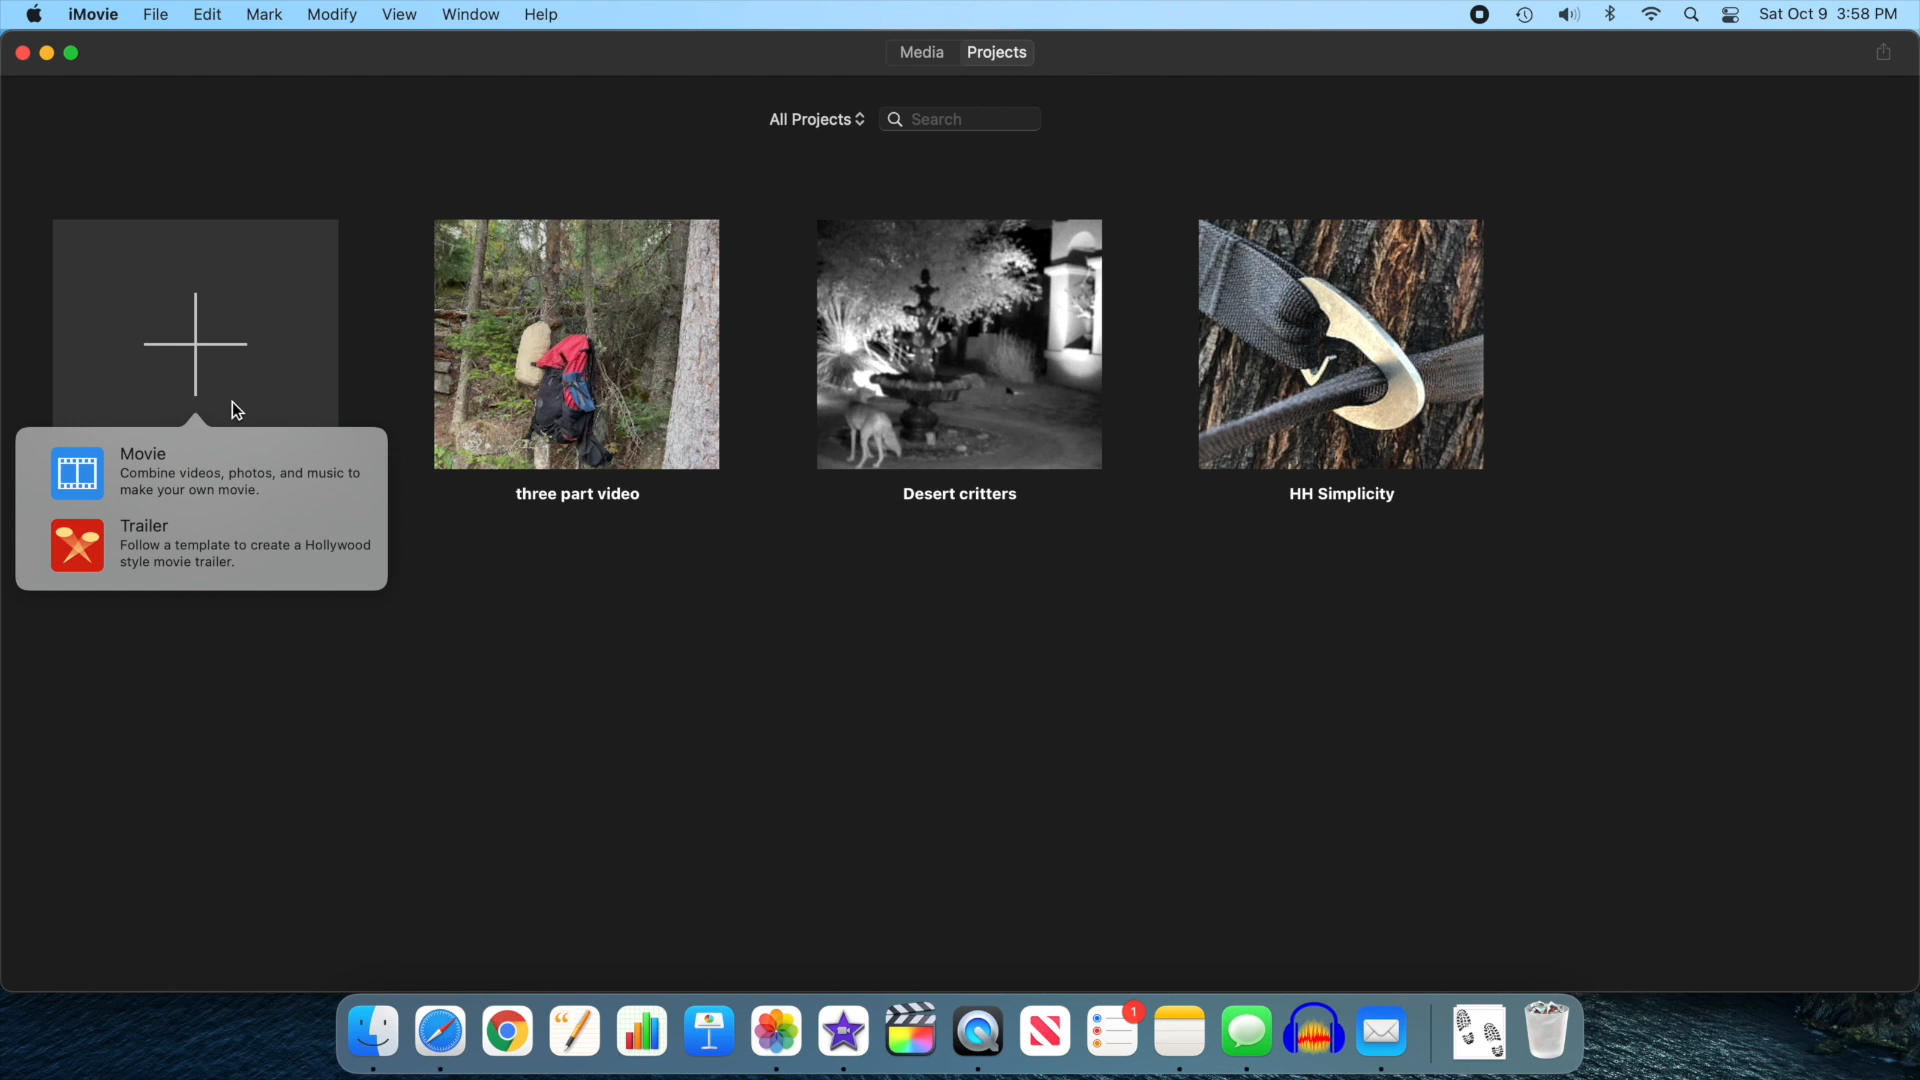 iMovie File Edit Mark Modify View Window Help Sat Oct 9 3:58 PM
Media Projects
All Projects Search
Movie
Combine videos, photos, and music to
make your own movie.
Trailer
Follow a template to create a Hollywood
style movie trailer.
three part video Desert critters HH Simplicity
1